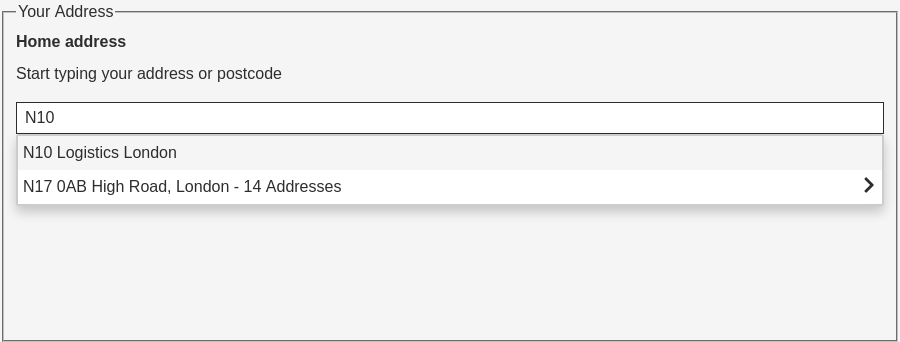 Your Address
Home address
Start typing your address or postcode
N10
N10 Logistics London
N17 0AB High Road, London - 14 Addresses